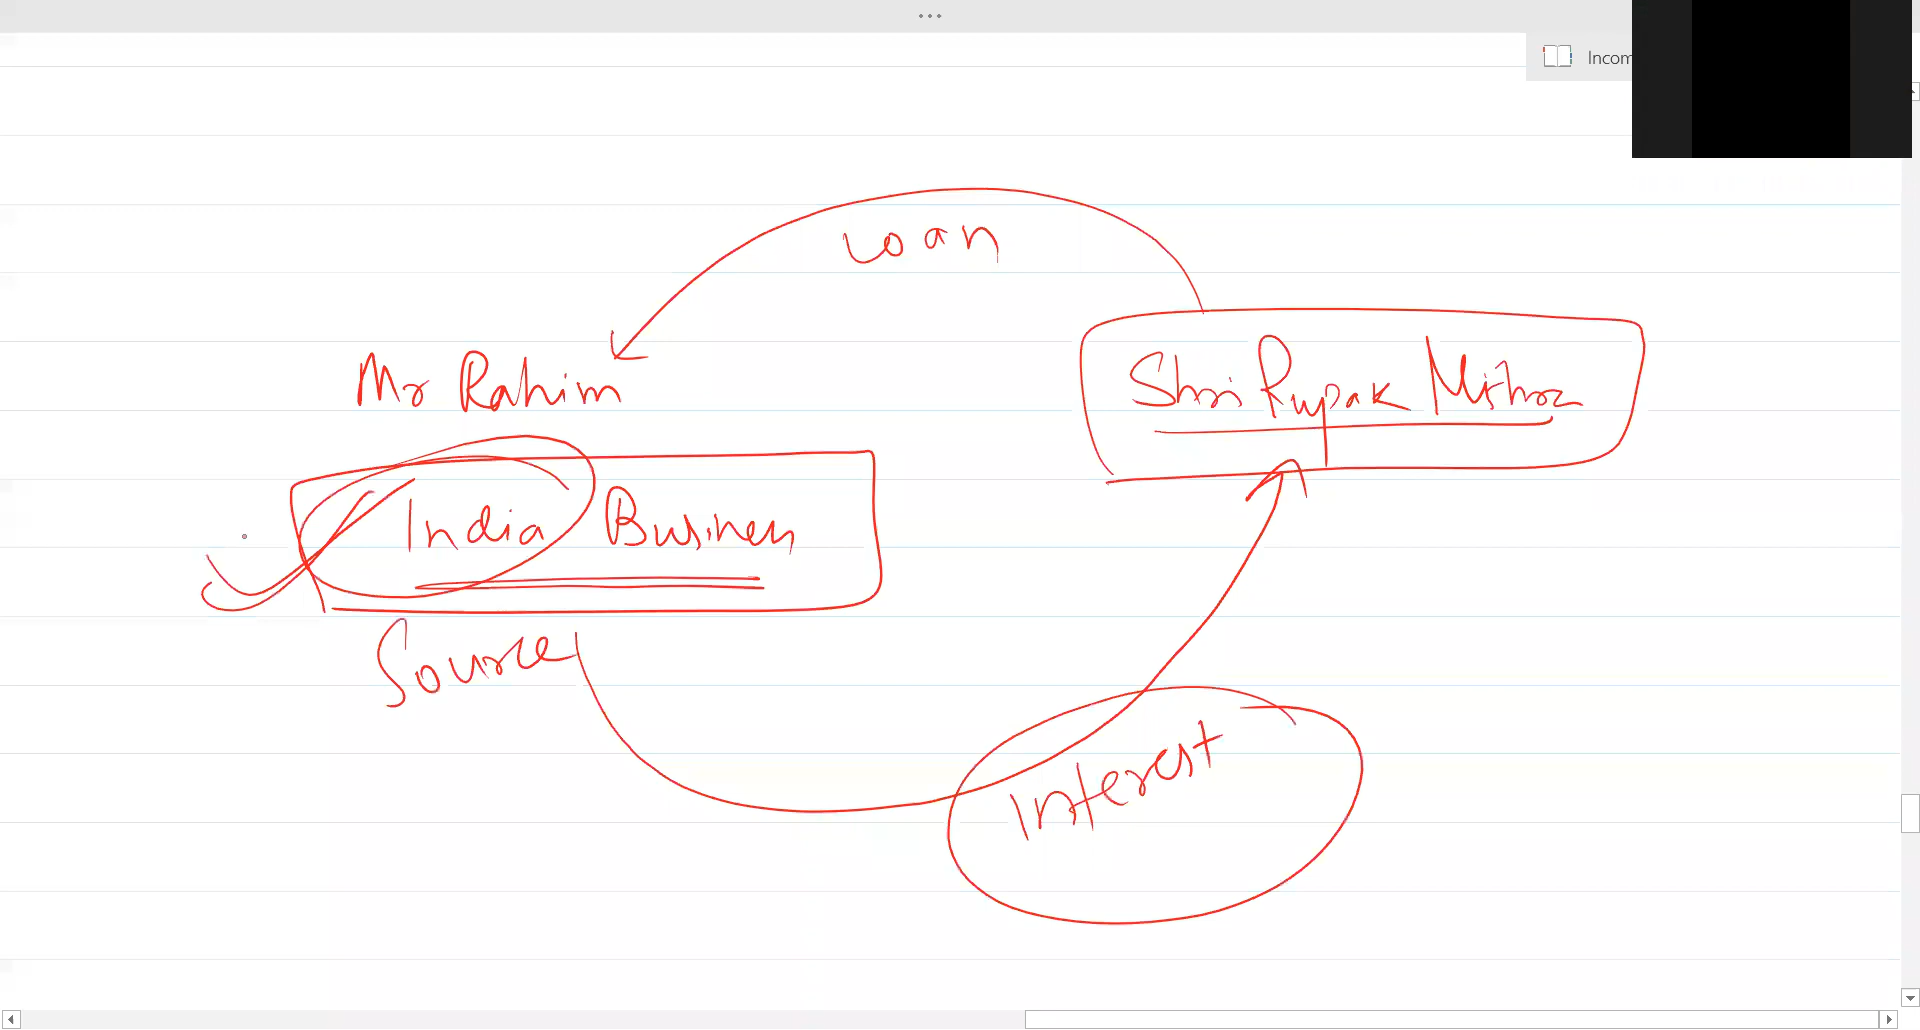 Incom
Loan
Mr Rahim
Shri Rupak Mishra
India Business
Source
Interest